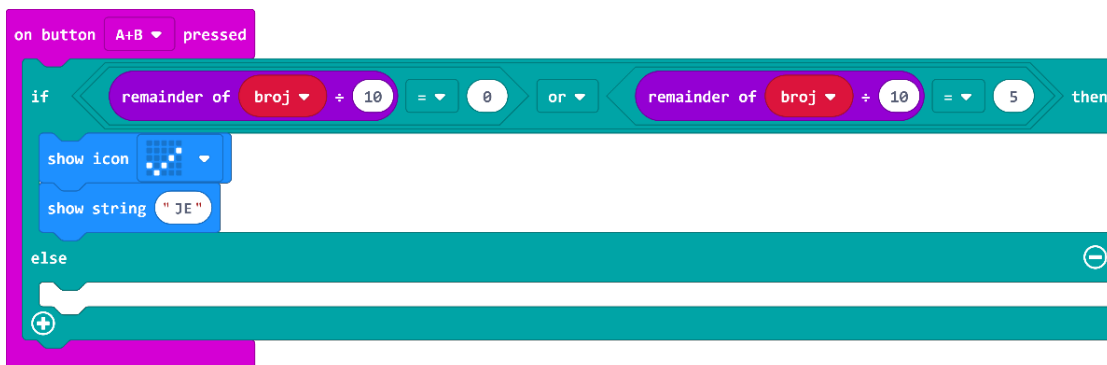 on button A+B pressed
if remainder of broj ÷ 10 = 0 or remainder of broj ÷ 10 = 5 then
show icon
show string "JE"
else